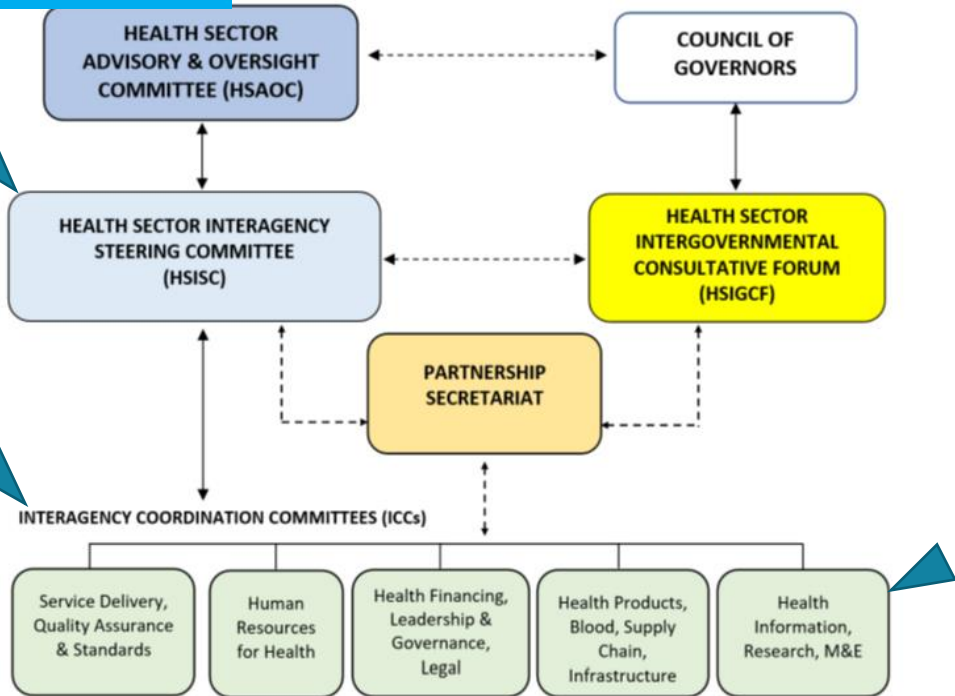 HEALTH SECTOR
ADVISORY & OVERSIGHT
COMMITTEE (HSAOC)
COUNCIL OF
GOVERNORS
HEALTH SECTOR INTERAGENCY
STEERING COMMITTEE
(HSISC)
HEALTH SECTOR
INTERGOVERNMENTAL
CONSULTATIVE FORUM
(HSIGCF)
PARTNERSHIP
SECRETARIAT
INTERAGENCY COORDINATION COMMITTEES (ICCs)
Service Delivery,
Quality Assurance
& Standards
Human
Resources
for Health
Health Financing,
Leadership &
Governance,
Legal
Health Products,
Blood, Supply
Chain,
Infrastructure
Health
Information,
Research, M&E